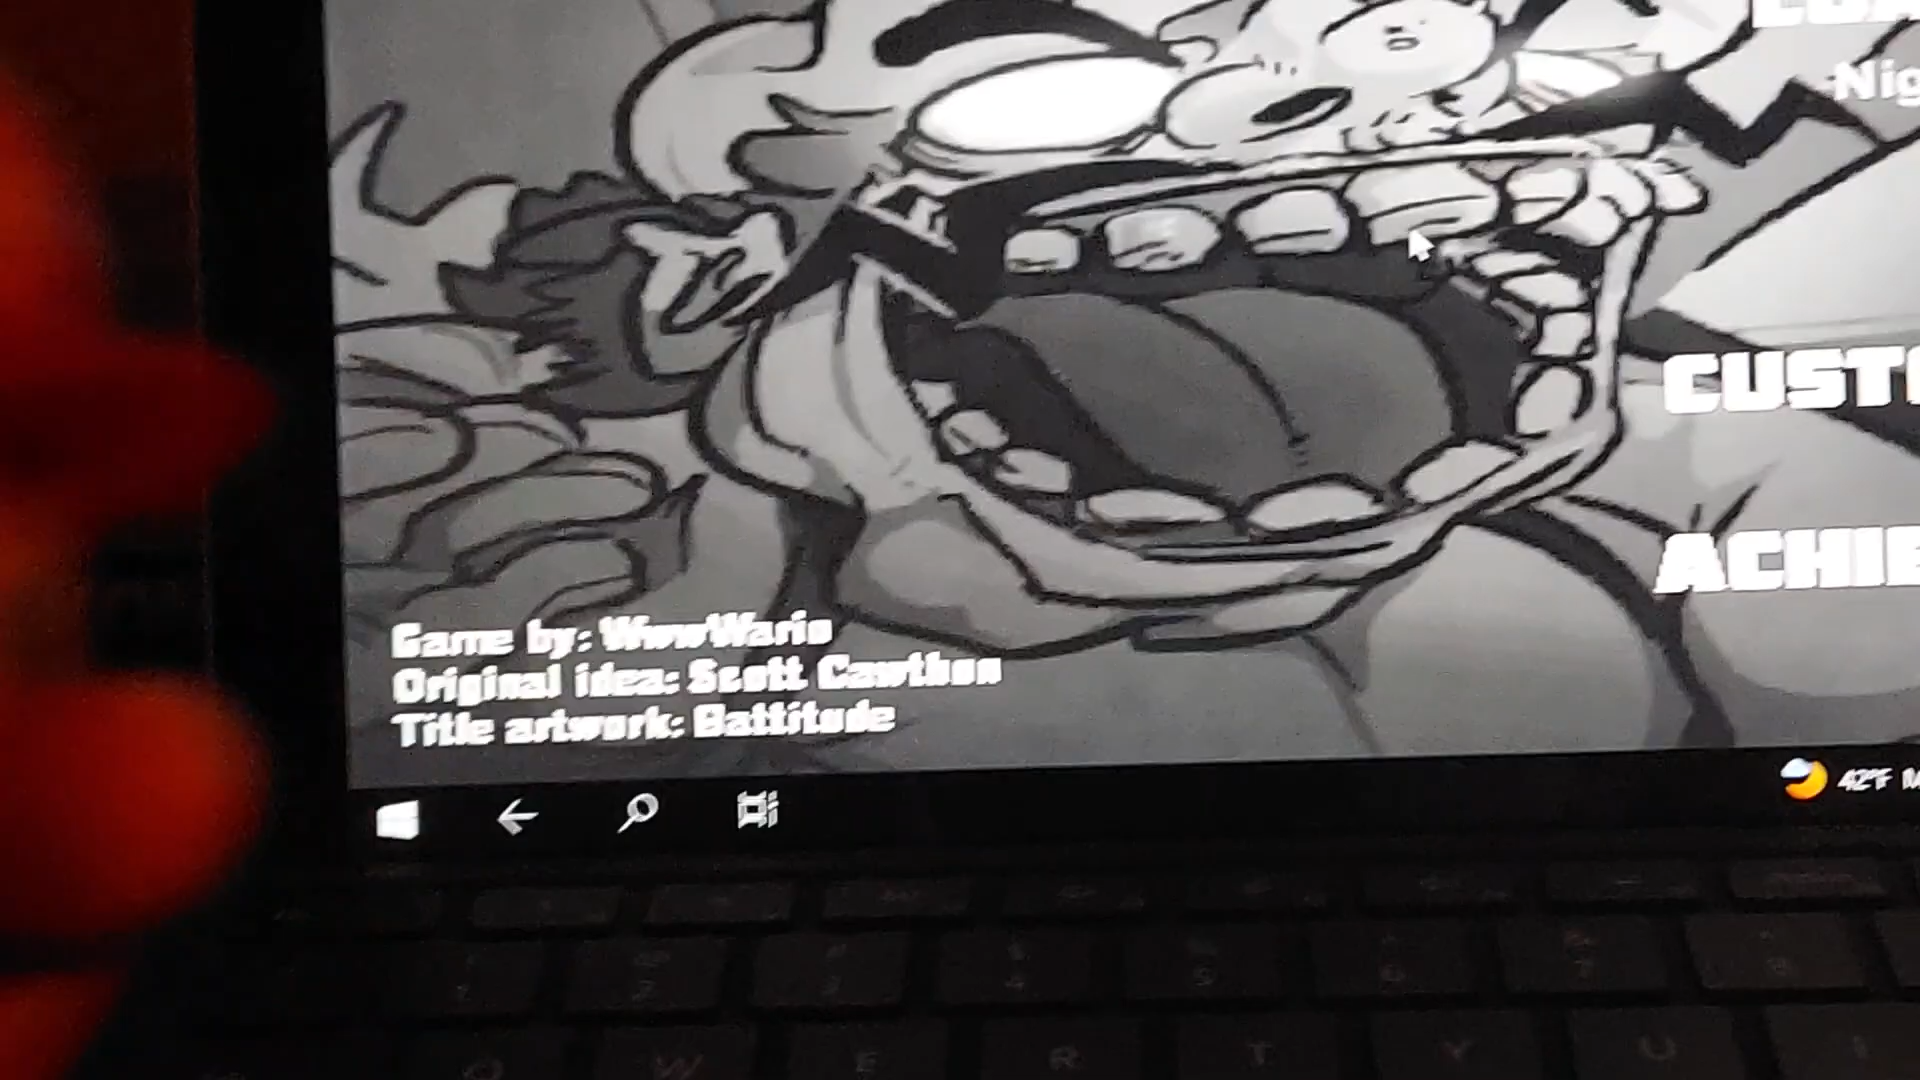 Nig
CUST
ACHIE
Game by: WwwWario
Original idea: Scott Cawthon
Title artwork: Battitude
42°F M
W E R T Y U